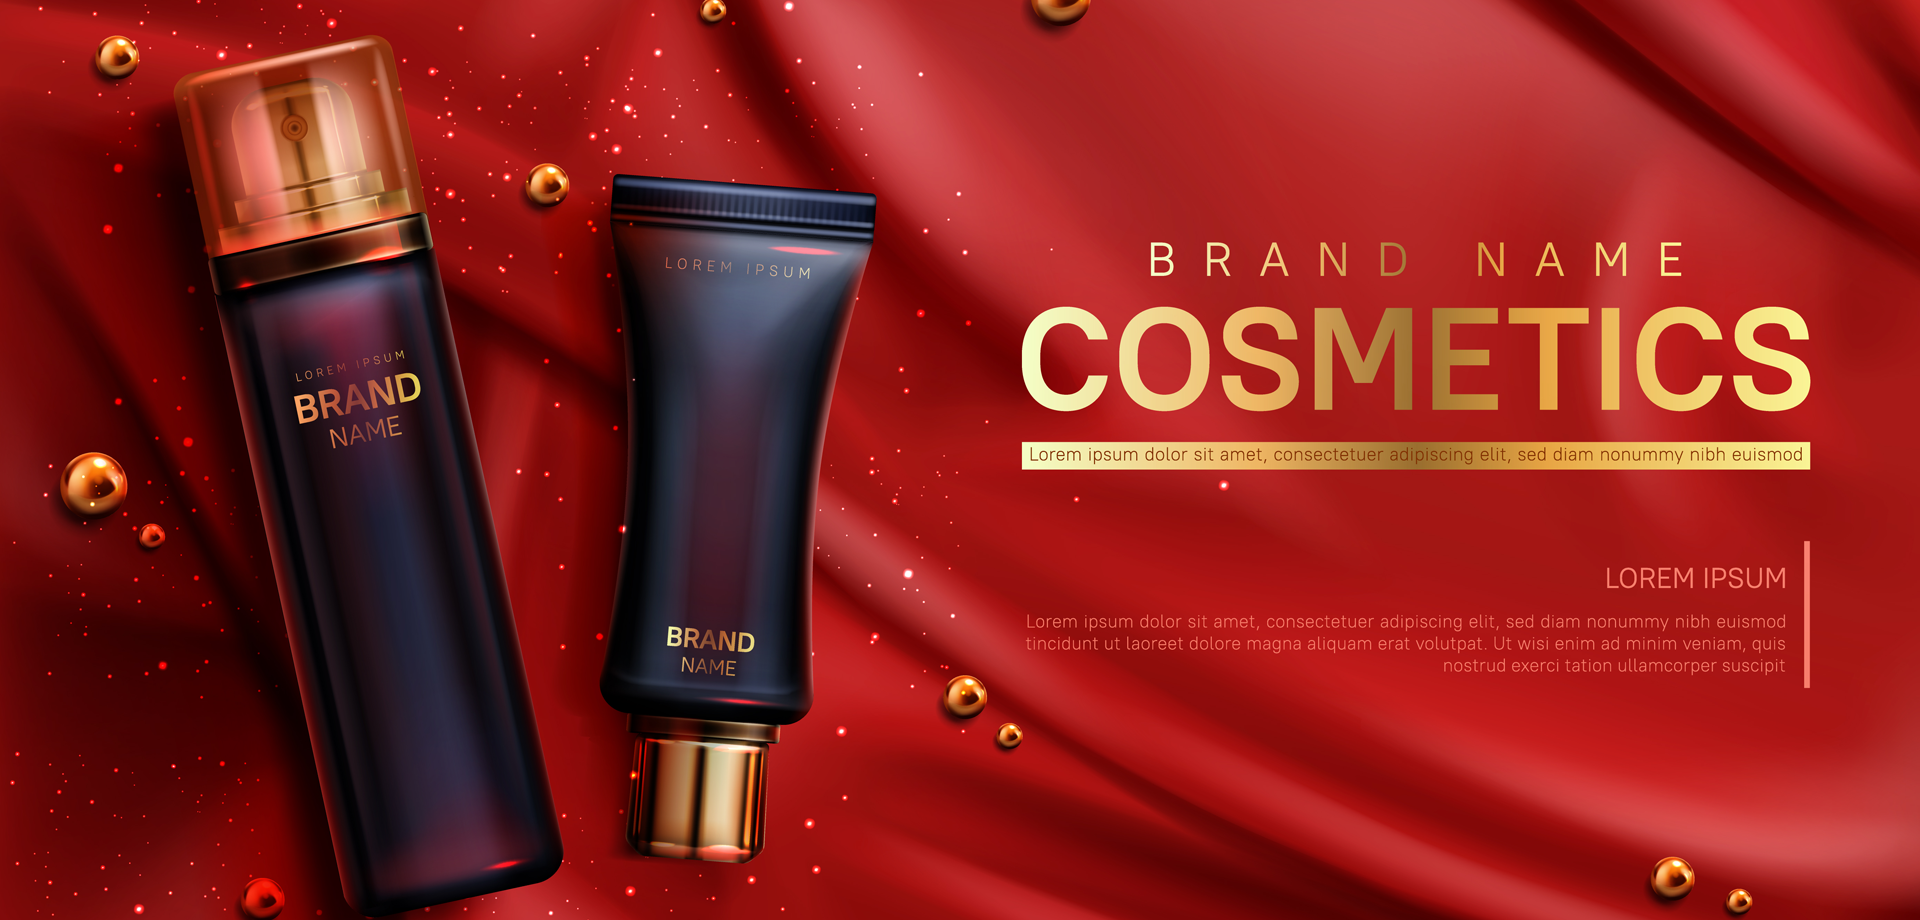 LOREM IPSUM
BRAND
NAME
LOREM IPSUM
BRAND
NAME
BRAND NAME
COSMETICS
Lorem ipsum dolor sit amet, consectetuer adipiscing elit, sed diam nonummy nibh euismod
LOREM IPSUM
Lorem ipsum dolor sit amet, consectetuer adipiscing elit, sed diam nonummy nibh euismod
tincidunt ut laoreet dolore magna aliquam erat volutpat. Ut wisi enim ad minim veniam, quis
nostrud exerci tation ullamcorper suscipit